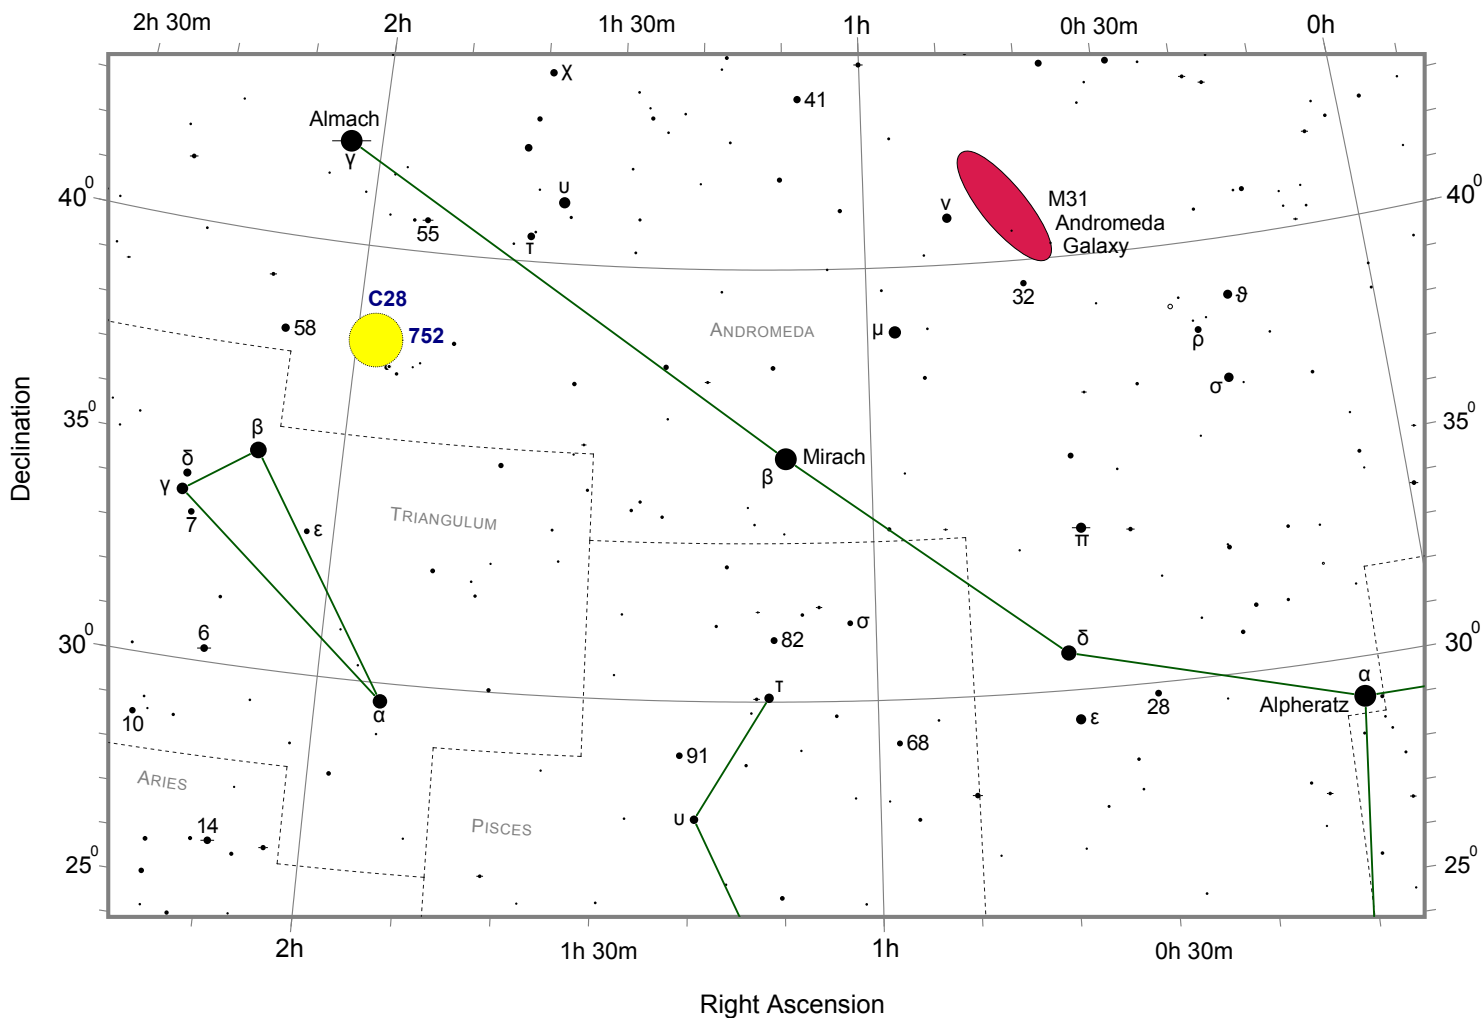 2h 30m
2h
1h 30m
1h
0h 30m
0h
χ
41
Almach
γ
40⁰
υ
ν
M31
Andromeda
Galaxy
40⁰
55
τ
32
ϑ
C28
752
58
ANDROMEDA
μ
ρ
σ
35⁰
35⁰
β
Mirach
β
δ
γ
7
ε
TRIANGULUM
π
30⁰
6
82
σ
δ
30⁰
α
Alpheratz
10
α
τ
28
ε
91
68
ARIES
14
PISCES
υ
25⁰
25⁰
Declination
2h
1h 30m
1h
0h 30m
Right Ascension